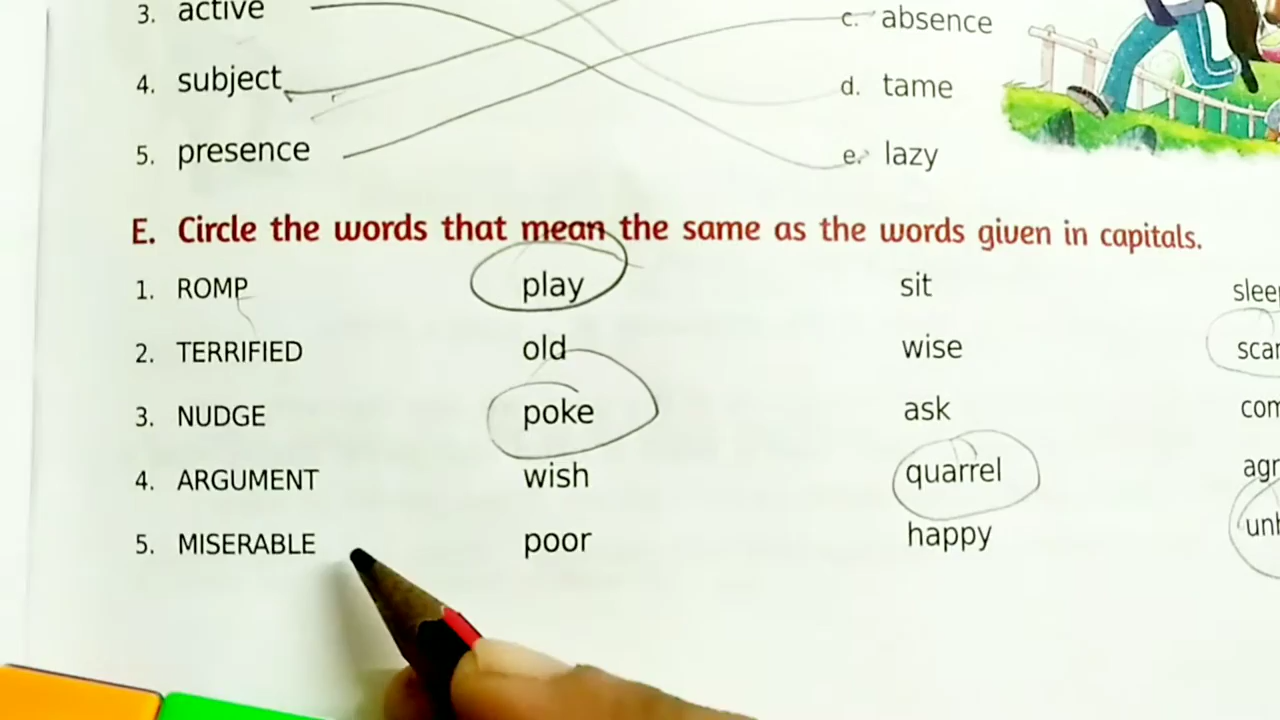 3. active
c. absence
4. subject
d. tame
5. presence
e. lazy
E. Circle the words that mean the same as the words given in capitals.
1. ROMP play sit
2. TERRIFIED old wise
3. NUDGE poke ask
4. ARGUMENT wish quarrel
5. MISERABLE poor happy